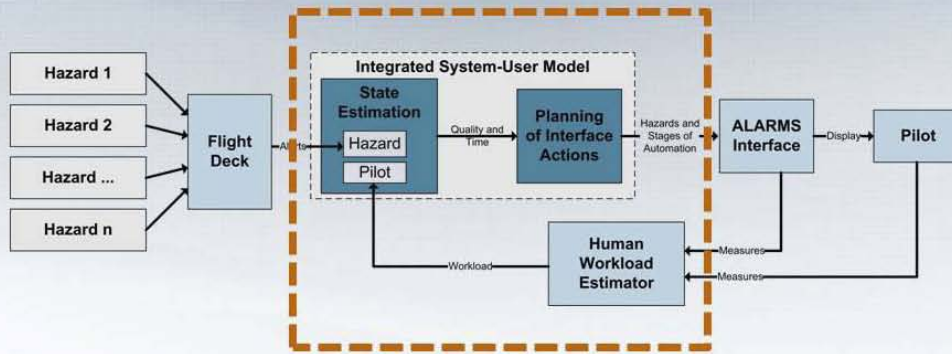 Hazard 1
Hazard 2
Hazard ...
Hazard n
Flight
Deck
Alerts
Integrated System-User Model
State
Estimation
Hazard
Pilot
Quality and
Time
Planning
of Interface
Actions
Hazards and
Stages of
Automation
ALARMS
Interface
Display
Pilot
Human
Workload
Estimator
Workload
Measures
Measures